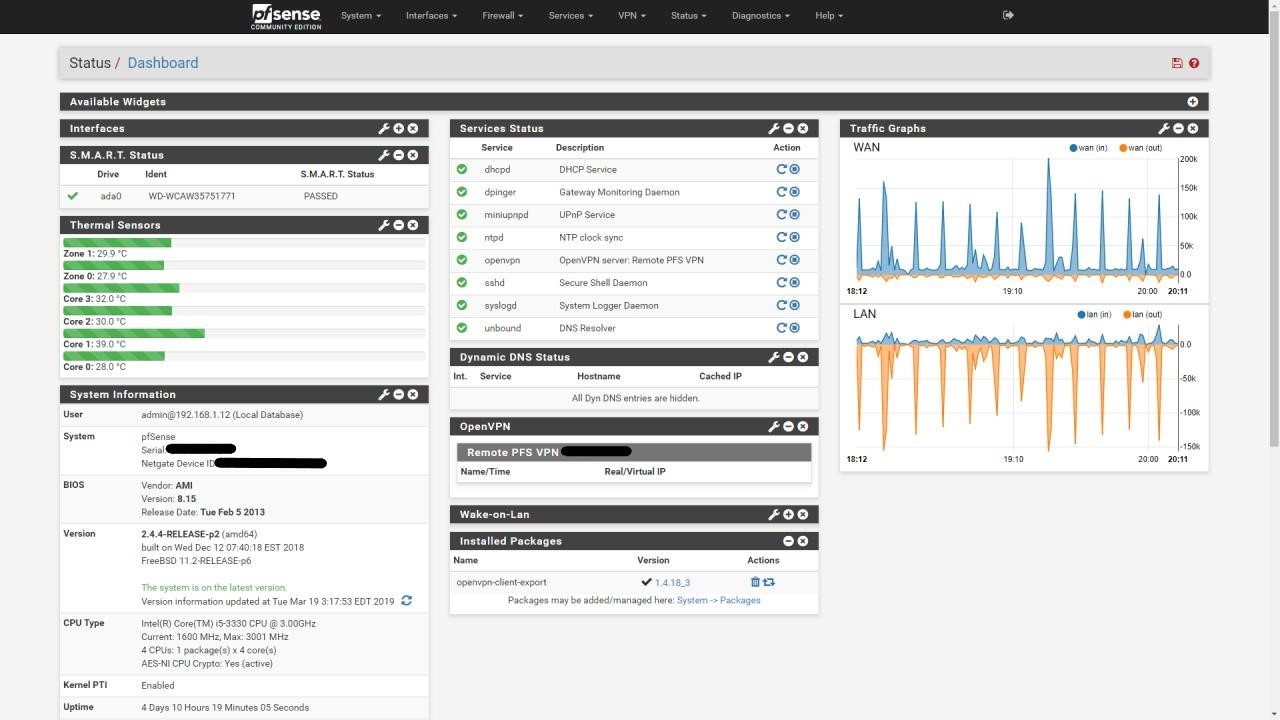 pfsense
COMMUNITY EDITION
System Interfaces Firewall Services VPN Status Diagnostics Help
Status / Dashboard
Available Widgets
Interfaces
S.M.A.R.T. Status
Drive Ident S.M.A.R.T. Status
ada0 WD-WCAW35751771 PASSED
Thermal Sensors
Zone 1: 29.9 °C
Zone 0: 27.9 °C
Core 3: 32.0 °C
Core 2: 30.0 °C
Core 1: 39.0 °C
Core 0: 28.0 °C
System Information
User admin@192.168.1.12 (Local Database)
System pfSense
Serial:
Netgate Device ID
BIOS Vendor: AMI
Version: 8.15
Release Date: Tue Feb 5 2013
Version 2.4.4-RELEASE-p2 (amd64)
built on Wed Dec 12 07:40:18 EST 2018
FreeBSD 11.2-RELEASE-p6
The system is on the latest version.
Version information updated at Tue Mar 19 3:17:53 EDT 2019
CPU Type Intel(R) Core(TM) i5-3330 CPU @ 3.00GHz
Current: 1600 MHz, Max: 3001 MHz
4 CPUs: 1 package(s) x 4 core(s)
AES-NI CPU Crypto: Yes (active)
Kernel PTI Enabled
Uptime 4 Days 10 Hours 19 Minutes 05 Seconds
Services Status
Service Description Action
dhcpd DHCP Service
dpinger Gateway Monitoring Daemon
miniupnpd UPnP Service
ntpd NTP clock sync
openvpn OpenVPN server: Remote PFS VPN
sshd Secure Shell Daemon
syslogd System Logger Daemon
unbound DNS Resolver
Dynamic DNS Status
Int. Service Hostname Cached IP
All Dyn DNS entries are hidden.
OpenVPN
Remote PFS VPN
Name/Time Real/Virtual IP
Wake-on-Lan
Installed Packages
Name Version Actions
openvpn-client-export 1.4.18_3
Packages may be added/managed here: System -> Packages
Traffic Graphs
WAN wan (in) wan (out)
200k
150k
100k
50k
0.0
18:12 19:10 20:00 20:11
LAN lan (in) lan (out)
0.0
-50k
-100k
-150k
18:12 19:10 20:00 20:11